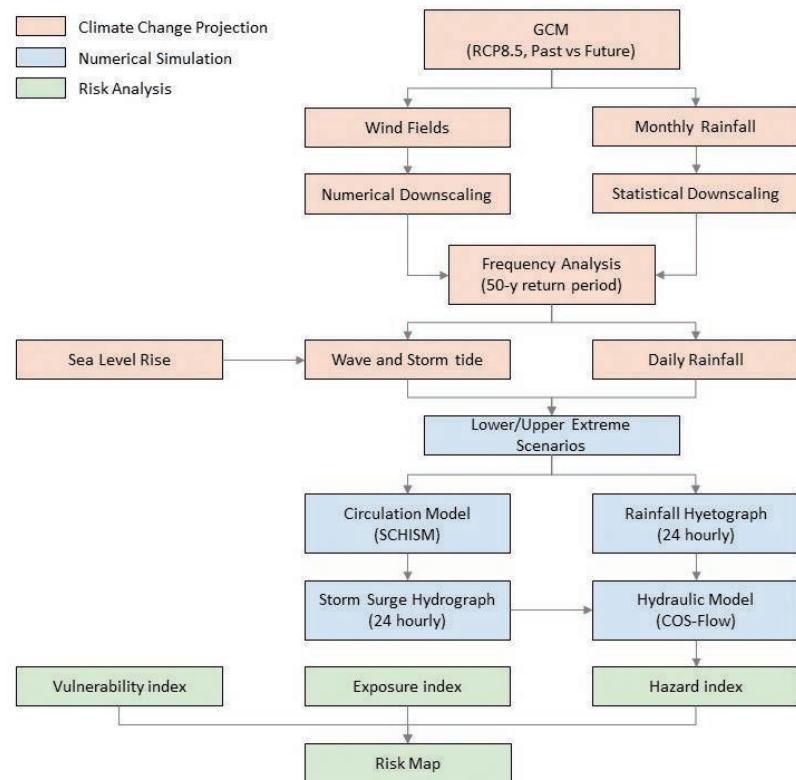 Climate Change Projection
Numerical Simulation
Risk Analysis
GCM
(RCP8.5, Past vs Future)
Wind Fields
Monthly Rainfall
Numerical Downscaling
Statistical Downscaling
Frequency Analysis
(50-y return period)
Sea Level Rise
Wave and Storm tide
Daily Rainfall
Lower/Upper Extreme
Scenarios
Circulation Model
(SCHISM)
Rainfall Hyetograph
(24 hourly)
Storm Surge Hydrograph
(24 hourly)
Hydraulic Model
(COS-Flow)
Vulnerability index
Exposure index
Hazard index
Risk Map